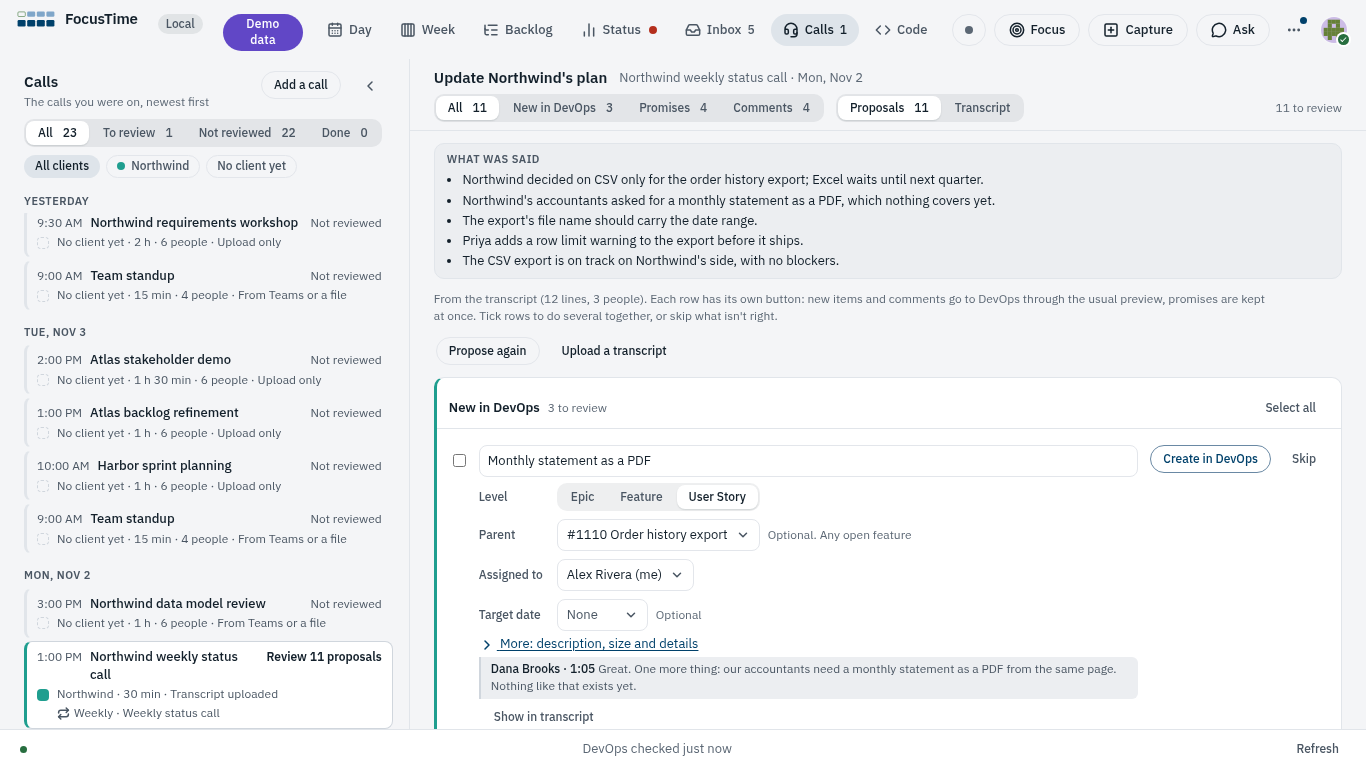 FocusTime
Local
Demo data
Day
Week
Backlog
Status
Inbox 5
Calls 1
Code
Focus
Capture
Ask
Calls
The calls you were on, newest first
Add a call
All 23
To review 1
Not reviewed 22
Done 0
All clients
Northwind
No client yet
YESTERDAY
9:30 AM Northwind requirements workshop Not reviewed
No client yet · 2 h · 6 people · Upload only
9:00 AM Team standup Not reviewed
No client yet · 15 min · 4 people · From Teams or a file
TUE, NOV 3
2:00 PM Atlas stakeholder demo Not reviewed
No client yet · 1 h 30 min · 6 people · Upload only
1:00 PM Atlas backlog refinement Not reviewed
No client yet · 1 h · 6 people · Upload only
10:00 AM Harbor sprint planning Not reviewed
No client yet · 1 h · 6 people · Upload only
9:00 AM Team standup Not reviewed
No client yet · 15 min · 4 people · From Teams or a file
MON, NOV 2
3:00 PM Northwind data model review Not reviewed
No client yet · 1 h · 6 people · From Teams or a file
1:00 PM Northwind weekly status call Review 11 proposals
Northwind · 30 min · Transcript uploaded
Weekly · Weekly status call
Update Northwind's plan Northwind weekly status call · Mon, Nov 2
All 11
New in DevOps 3
Promises 4
Comments 4
Proposals 11
Transcript
11 to review
WHAT WAS SAID
• Northwind decided on CSV only for the order history export; Excel waits until next quarter.
• Northwind's accountants asked for a monthly statement as a PDF, which nothing covers yet.
• The export's file name should carry the date range.
• Priya adds a row limit warning to the export before it ships.
• The CSV export is on track on Northwind's side, with no blockers.
From the transcript (12 lines, 3 people). Each row has its own button: new items and comments go to DevOps through the usual preview, promises are kept
at once. Tick rows to do several together, or skip what isn't right.
Propose again
Upload a transcript
New in DevOps 3 to review
Select all
Monthly statement as a PDF
Create in DevOps
Skip
Level
Epic
Feature
User Story
Parent
#1110 Order history export
Optional. Any open feature
Assigned to
Alex Rivera (me)
Target date
None
Optional
More: description, size and details
Dana Brooks · 1:05 Great. One more thing: our accountants need a monthly statement as a PDF from the same page.
Nothing like that exists yet.
Show in transcript
DevOps checked just now
Refresh